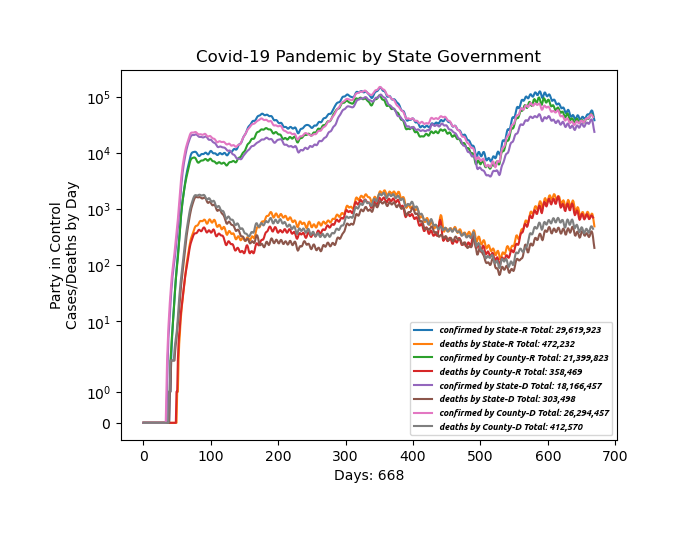 Covid-19 Pandemic by State Government
Party in Control
Cases/Deaths by Day
10^5
10^4
10^3
10^2
10^1
10^0
0
0 100 200 300 400 500 600 700
Days: 668
confirmed by State-R Total: 29,619,923
deaths by State-R Total: 472,232
confirmed by County-R Total: 21,399,823
deaths by County-R Total: 358,469
confirmed by State-D Total: 18,166,457
deaths by State-D Total: 303,498
confirmed by County-D Total: 26,294,457
deaths by County-D Total: 412,570